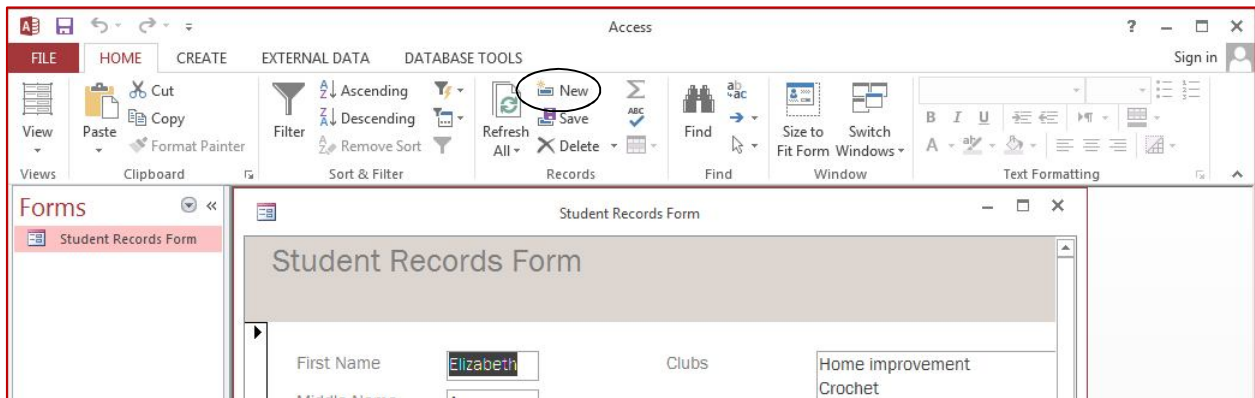 Access
FILE HOME CREATE EXTERNAL DATA DATABASE TOOLS Sign in
View
Paste
Cut
Copy
Format Painter
Filter
Ascending
Descending
Remove Sort
Refresh
All
New
Save
Delete
ABC
Find
ab
ac
Size to
Fit Form
Switch
Windows
B I U
A
Views Clipboard Sort & Filter Records Find Window Text Formatting
Forms
Student Records Form
Student Records Form
Student Records Form
First Name Elizabeth Clubs Home improvement
Crochet